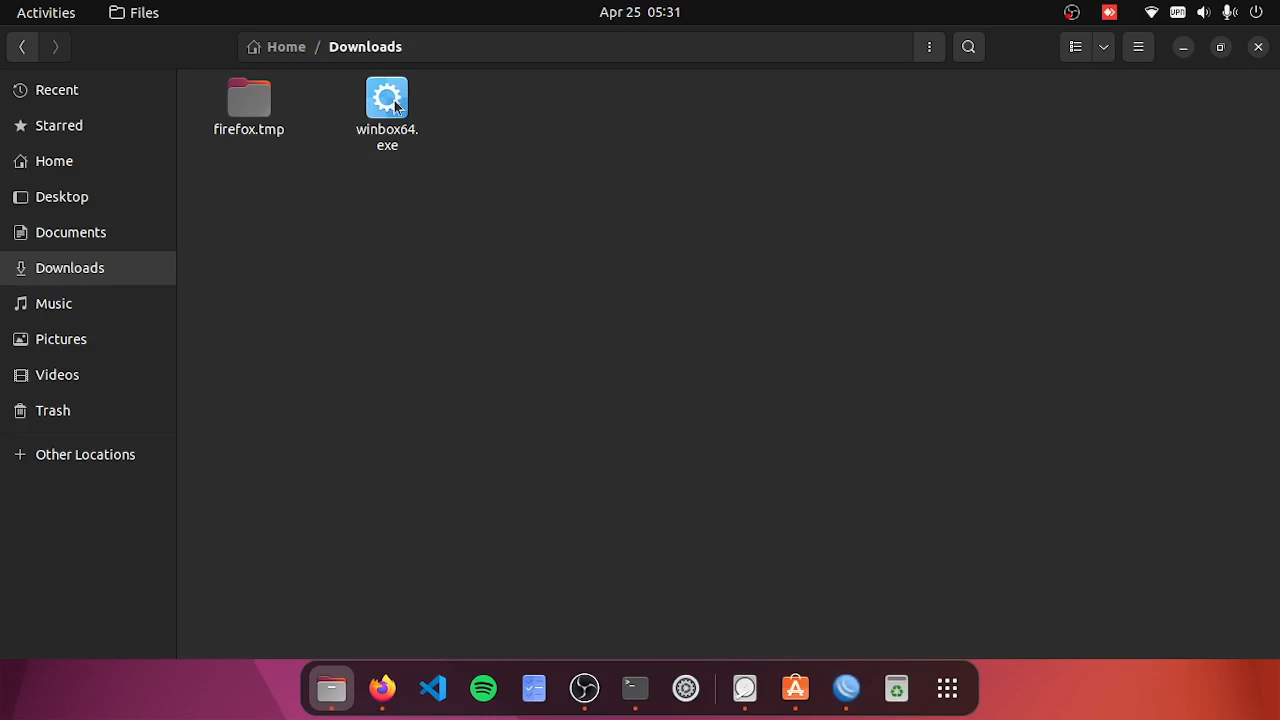 Activities Files Apr 25 05:31 VPN
Home / Downloads
Recent
Starred
Home
Desktop
Documents
Downloads
Music
Pictures
Videos
Trash
Other Locations
firefox.tmp
winbox64.
exe